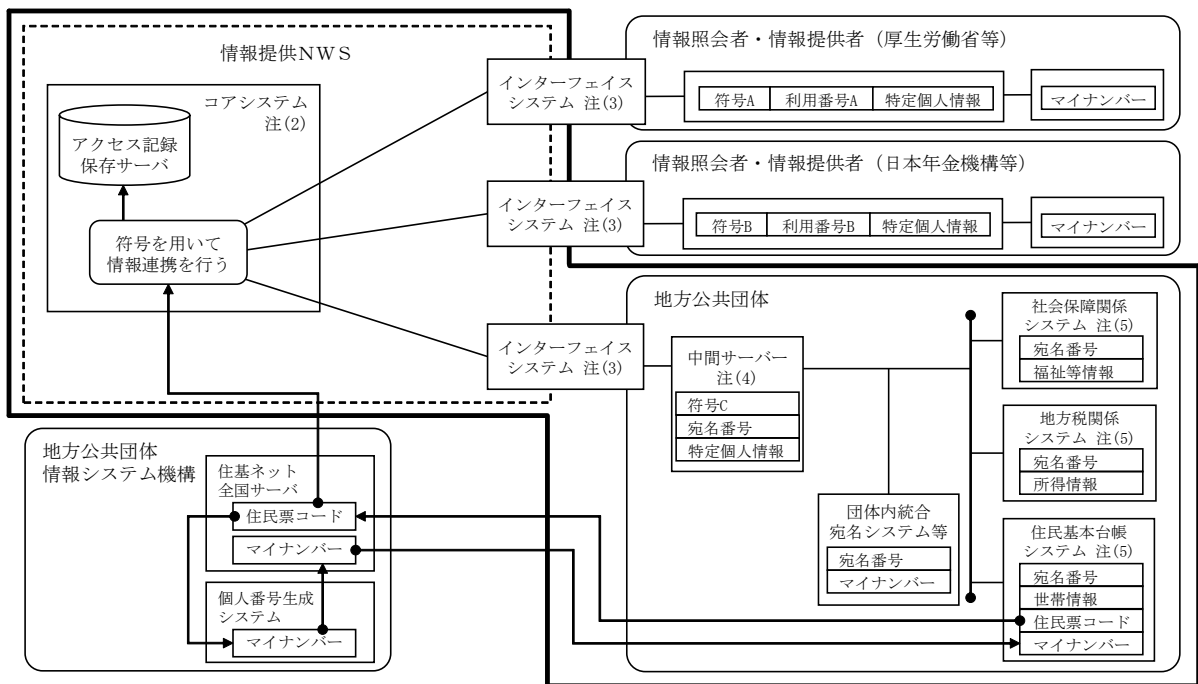 情報提供NWS
コアシステム
注(2)
アクセス記録
保存サーバ
符号を用いて
情報連携を行う
インターフェイス
システム 注(3)
インターフェイス
システム 注(3)
インターフェイス
システム 注(3)
情報照会者・情報提供者（厚生労働省等）
符号A
利用番号A
特定個人情報
マイナンバー
情報照会者・情報提供者（日本年金機構等）
符号B
利用番号B
特定個人情報
マイナンバー
地方公共団体
中間サーバー
注(4)
符号C
宛名番号
特定個人情報
団体内統合
宛名システム等
宛名番号
マイナンバー
社会保障関係
システム 注(5)
宛名番号
福祉等情報
地方税関係
システム 注(5)
宛名番号
所得情報
住民基本台帳
システム 注(5)
宛名番号
世帯情報
住民票コード
マイナンバー
地方公共団体
情報システム機構
住基ネット
全国サーバ
住民票コード
マイナンバー
個人番号生成
システム
マイナンバー